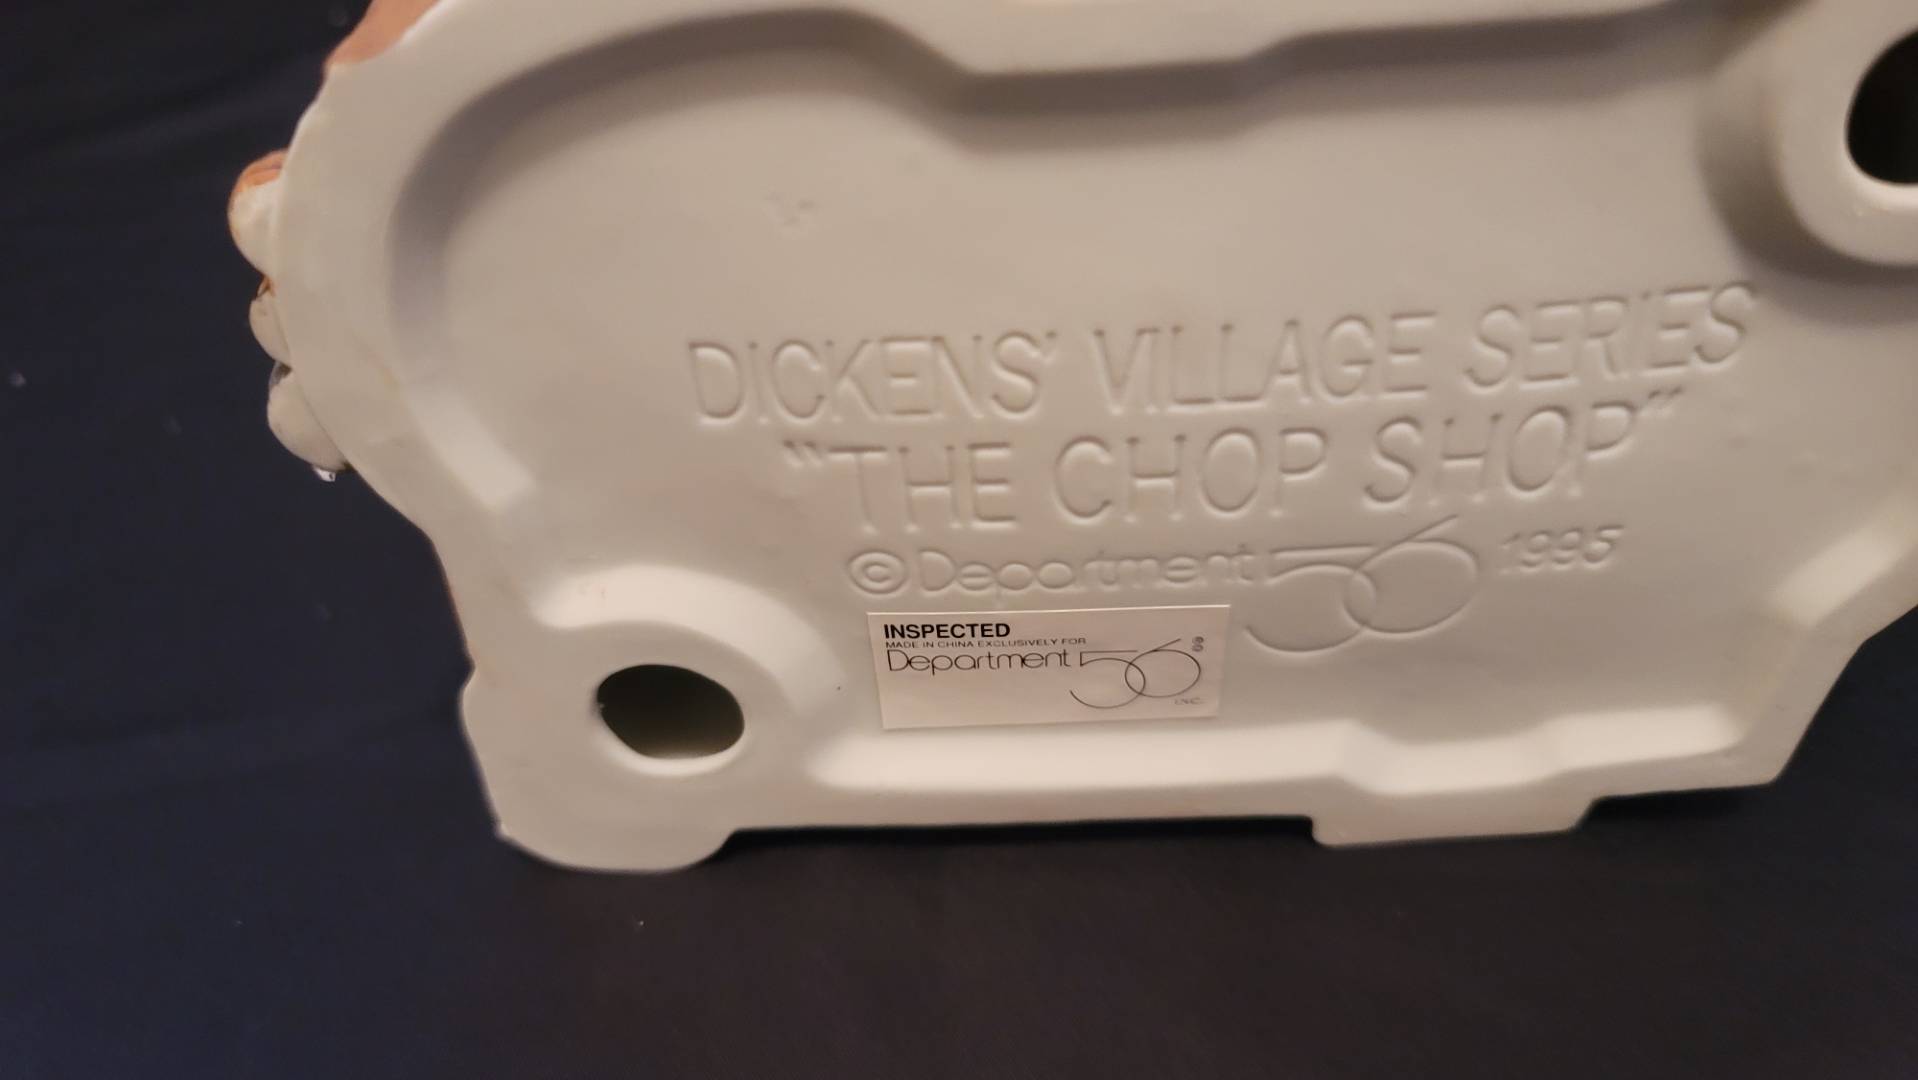 DICKENS' VILLAGE SERIES
"THE CHOP SHOP"
© Department 56 1995
INSPECTED
MADE IN CHINA EXCLUSIVELY FOR
Department 56 ®
INC.